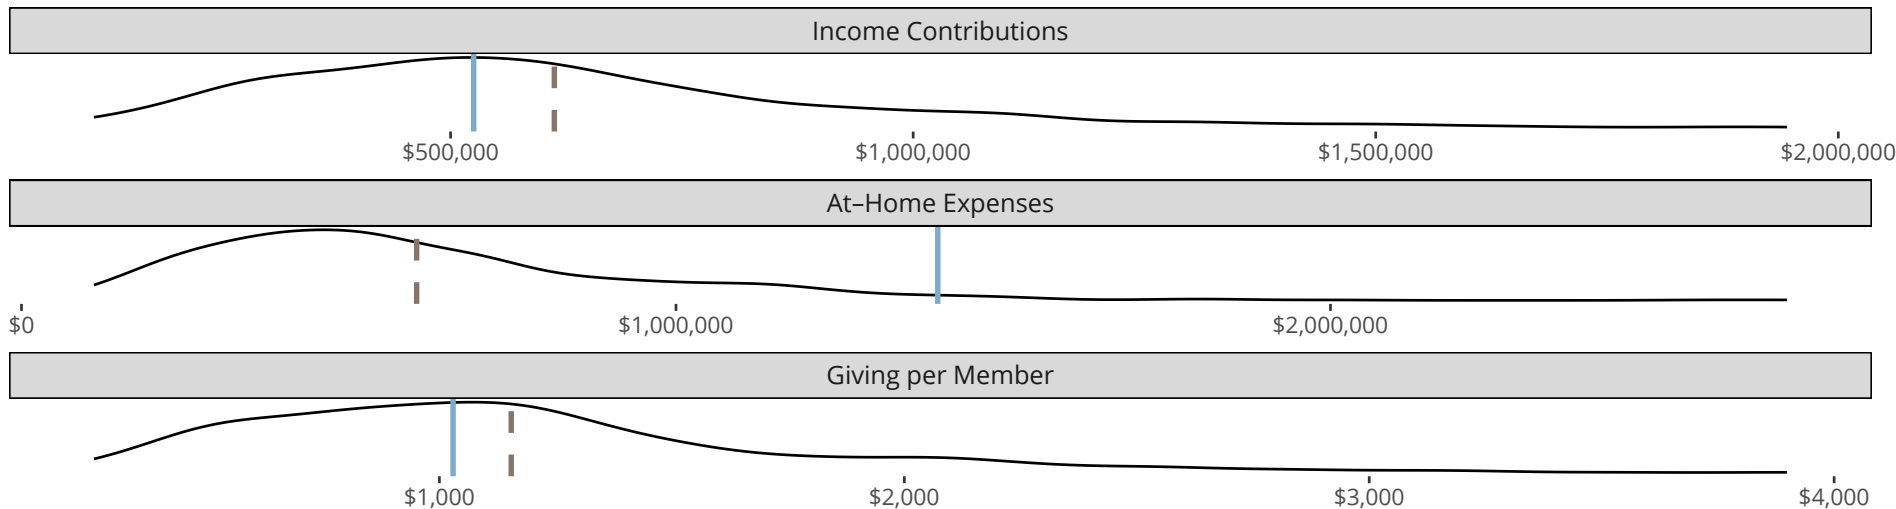 Income Contributions
$500,000 $1,000,000 $1,500,000 $2,000,000
At–Home Expenses
$0 $1,000,000 $2,000,000
Giving per Member
$1,000 $2,000 $3,000 $4,000